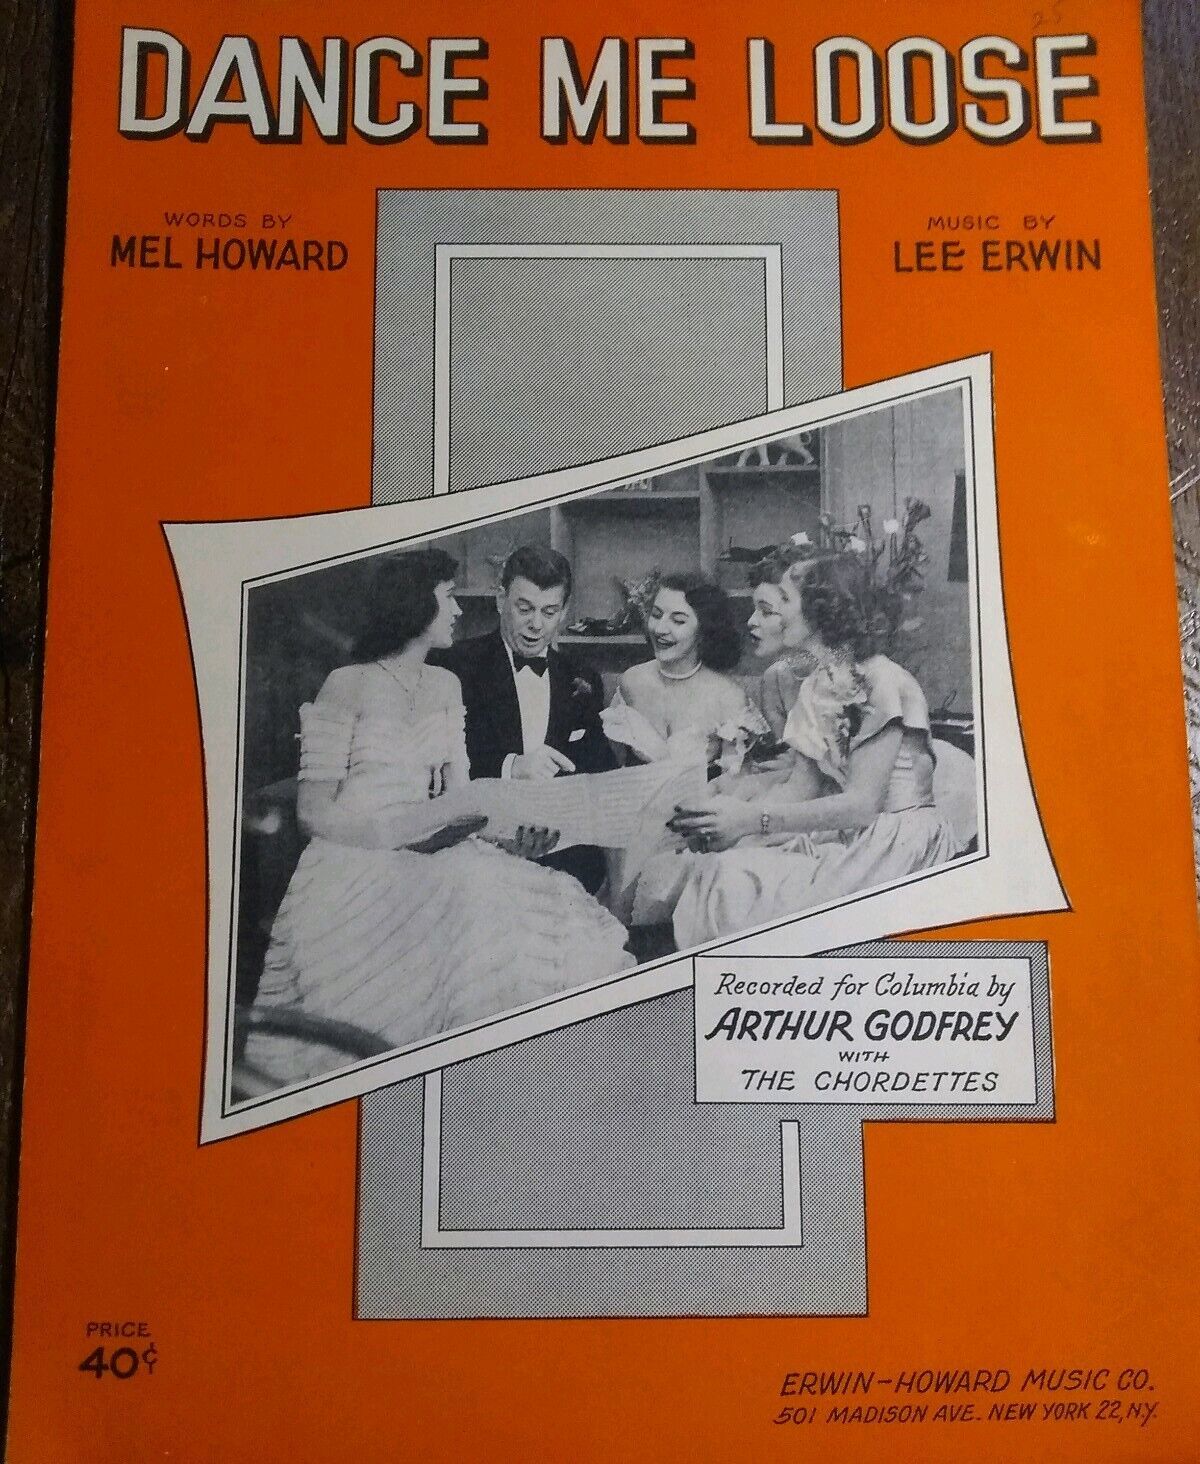 25
DANCE ME LOOSE
WORDS BY
MEL HOWARD
MUSIC BY
LEE ERWIN
Recorded for Columbia by
ARTHUR GODFREY
WITH
THE CHORDETTES
PRICE
40¢
ERWIN-HOWARD MUSIC CO.
501 MADISON AVE. NEW YORK 22, N.Y.